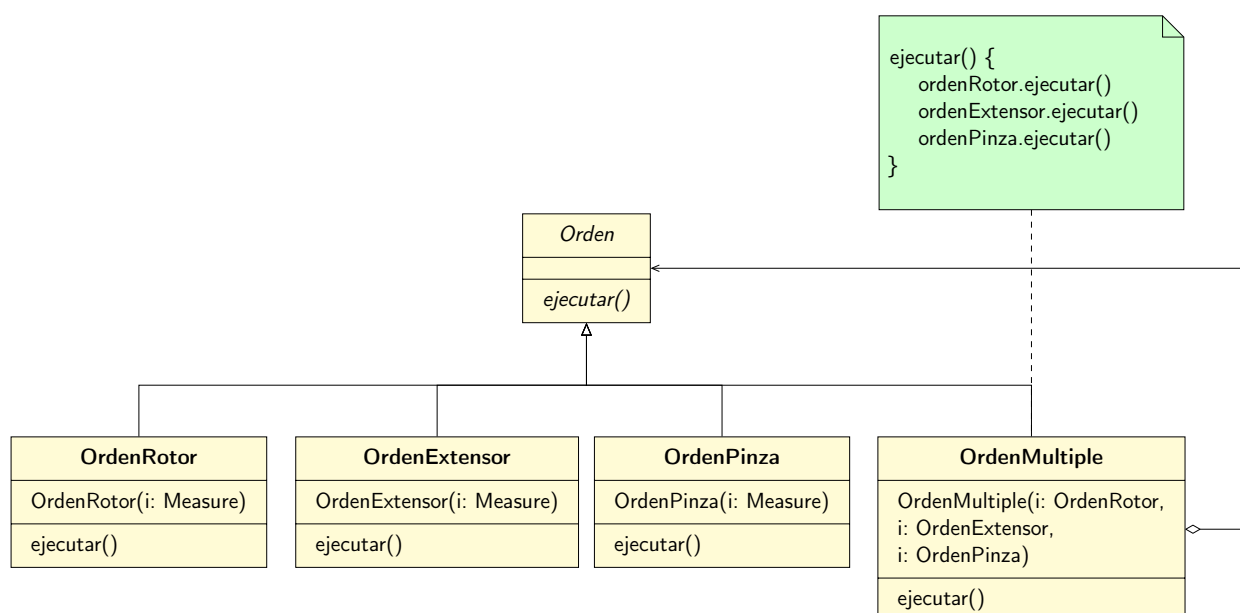 ejecutar() {
ordenRotor.ejecutar()
ordenExtensor.ejecutar()
ordenPinza.ejecutar()
}
Orden
ejecutar()
OrdenRotor
OrdenRotor(i: Measure)
ejecutar()
OrdenExtensor
OrdenExtensor(i: Measure)
ejecutar()
OrdenPinza
OrdenPinza(i: Measure)
ejecutar()
OrdenMultiple
OrdenMultiple(i: OrdenRotor,
i: OrdenExtensor,
i: OrdenPinza)
ejecutar()